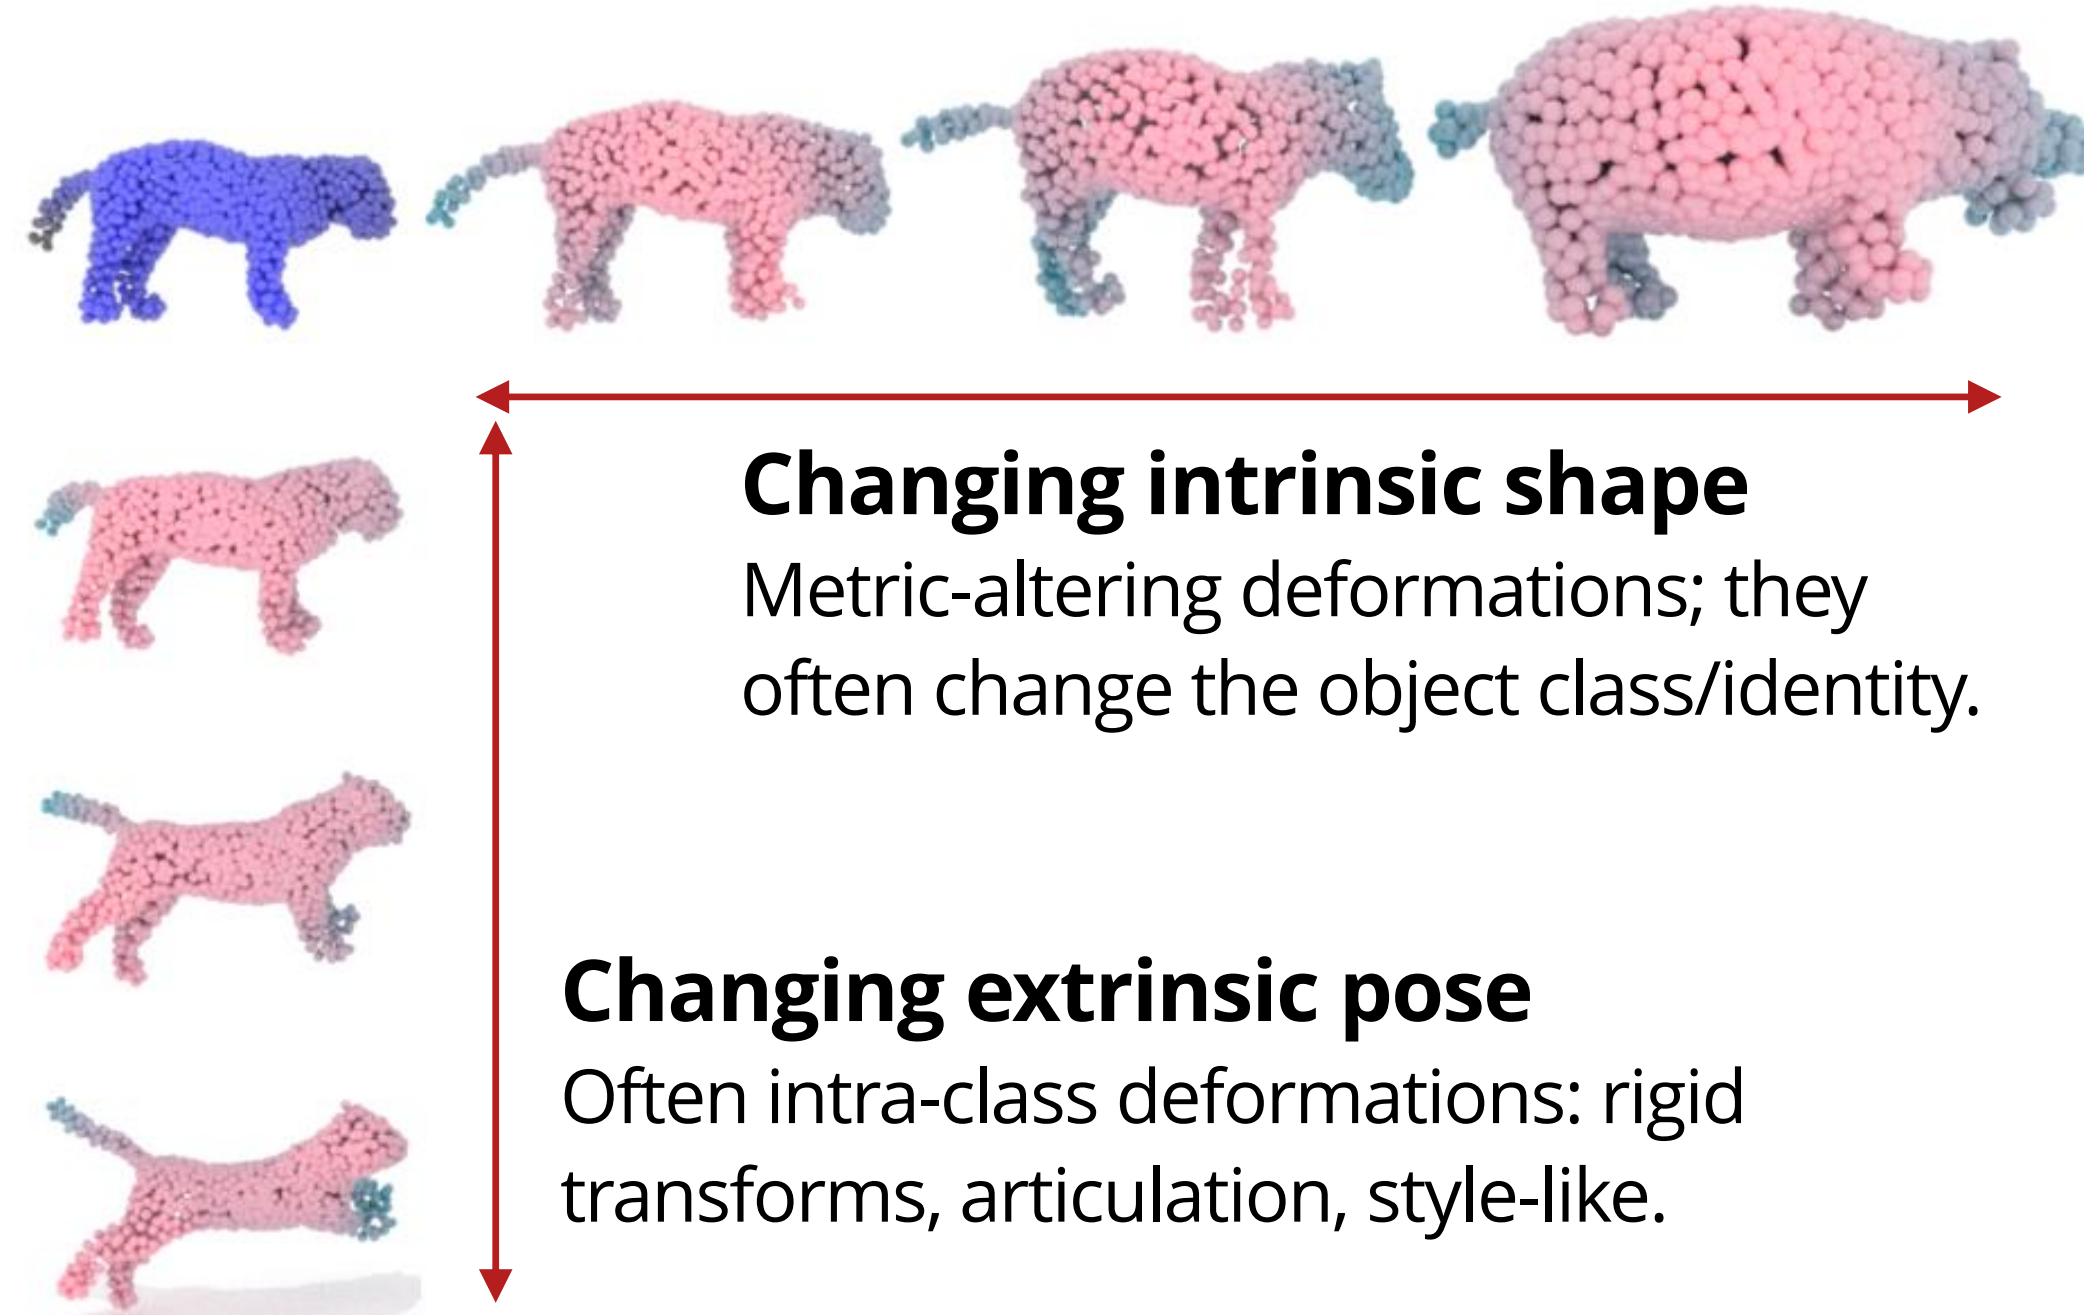 Changing intrinsic shape
Metric-altering deformations; they
often change the object class/identity.
Changing extrinsic pose
Often intra-class deformations: rigid
transforms, articulation, style-like.